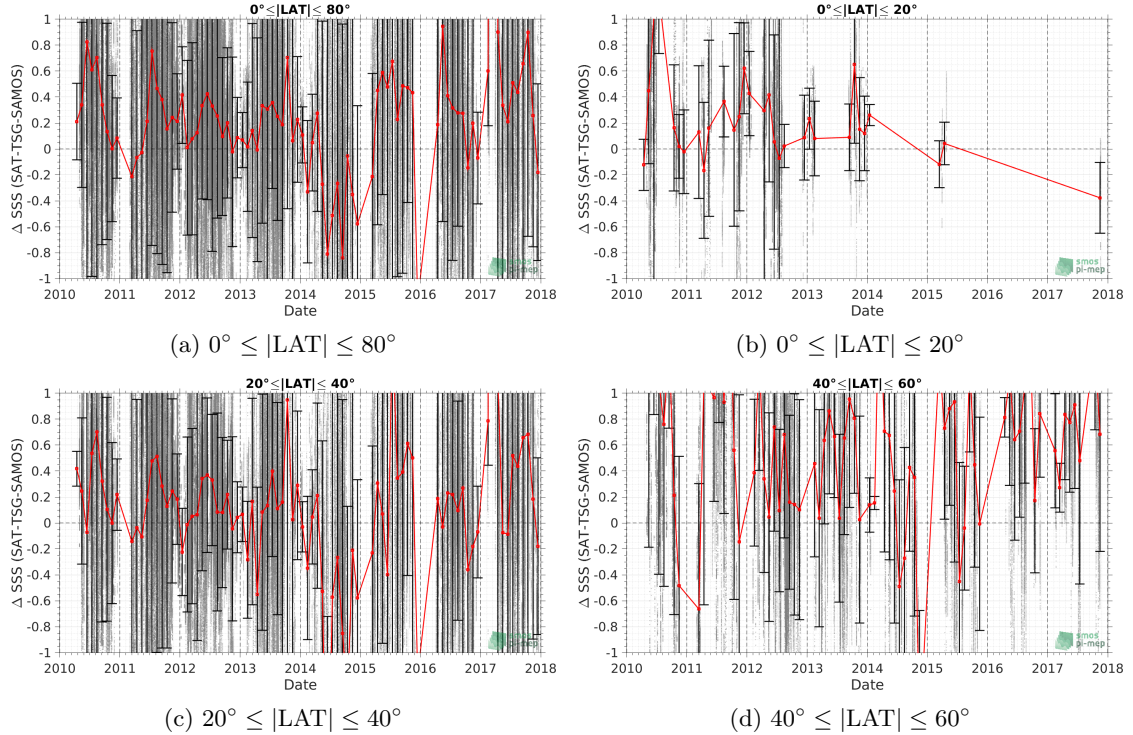 0°≤|LAT|≤ 80°
Δ SSS (SAT-TSG-SAMOS)
1
0.8
0.6
0.4
0.2
0
-0.2
-0.4
-0.6
-0.8
-1
2010 2011 2012 2013 2014 2015 2016 2017 2018
Date
smos
pi-mep
(a) 0° ≤ |LAT| ≤ 80°
0°≤|LAT|≤ 20°
Δ SSS (SAT-TSG-SAMOS)
1
0.8
0.6
0.4
0.2
0
-0.2
-0.4
-0.6
-0.8
-1
2010 2011 2012 2013 2014 2015 2016 2017 2018
Date
smos
pi-mep
(b) 0° ≤ |LAT| ≤ 20°
20°≤|LAT|≤ 40°
Δ SSS (SAT-TSG-SAMOS)
1
0.8
0.6
0.4
0.2
0
-0.2
-0.4
-0.6
-0.8
-1
2010 2011 2012 2013 2014 2015 2016 2017 2018
Date
smos
pi-mep
(c) 20° ≤ |LAT| ≤ 40°
40°≤|LAT|≤ 60°
Δ SSS (SAT-TSG-SAMOS)
1
0.8
0.6
0.4
0.2
0
-0.2
-0.4
-0.6
-0.8
-1
2010 2011 2012 2013 2014 2015 2016 2017 2018
Date
smos
pi-mep
(d) 40° ≤ |LAT| ≤ 60°